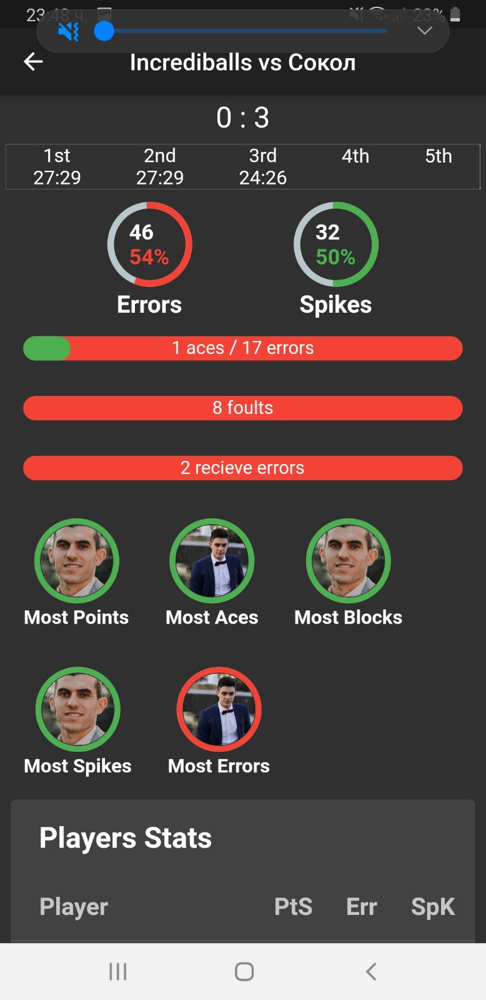 23:48 ч. 23%
Incrediballs vs Сокол
0 : 3
1st 2nd 3rd 4th 5th
27:29 27:29 24:26
46 32
54% 50%
Errors Spikes
1 aces / 17 errors
8 foults
2 recieve errors
Most Points Most Aces Most Blocks
Most Spikes Most Errors
Players Stats
Player PtS Err SpK